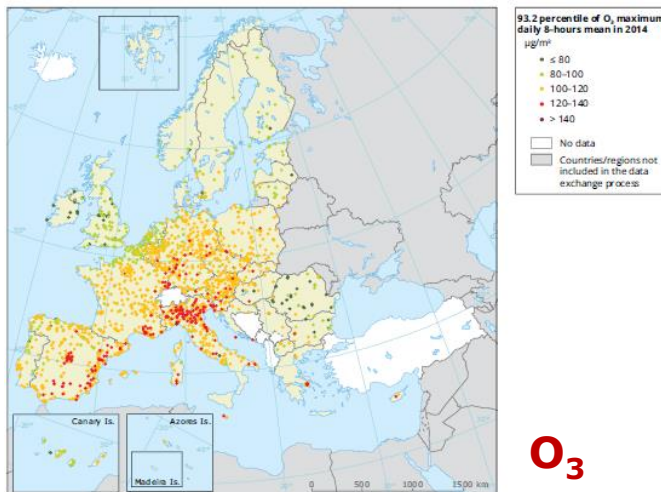 93.2 percentile of O₃ maximum
daily 8-hours mean in 2014
µg/m³
≤ 80
80–100
100–120
120–140
> 140
No data
Countries/regions not
included in the data
exchange process
Canary Is.
Azores Is.
Madeira Is.
0 500 1000 1500 km
O₃